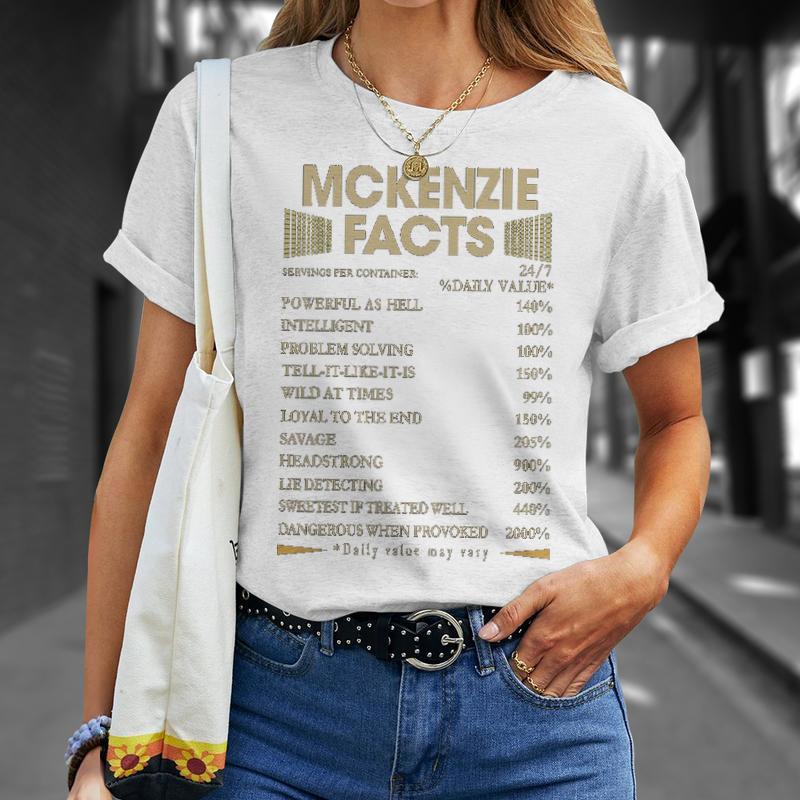 MCKENZIE
FACTS
SERVINGS PER CONTAINER: 24/7
%DAILY VALUE*
POWERFUL AS HELL 140%
INTELLIGENT 100%
PROBLEM SOLVING 100%
TELL-IT-LIKE-IT-IS 150%
WILD AT TIMES 99%
LOYAL TO THE END 150%
SAVAGE 205%
HEADSTRONG 900%
LIE DETECTING 200%
SWEETEST IF TREATED WELL 448%
DANGEROUS WHEN PROVOKED 2000%
*Daily value may vary